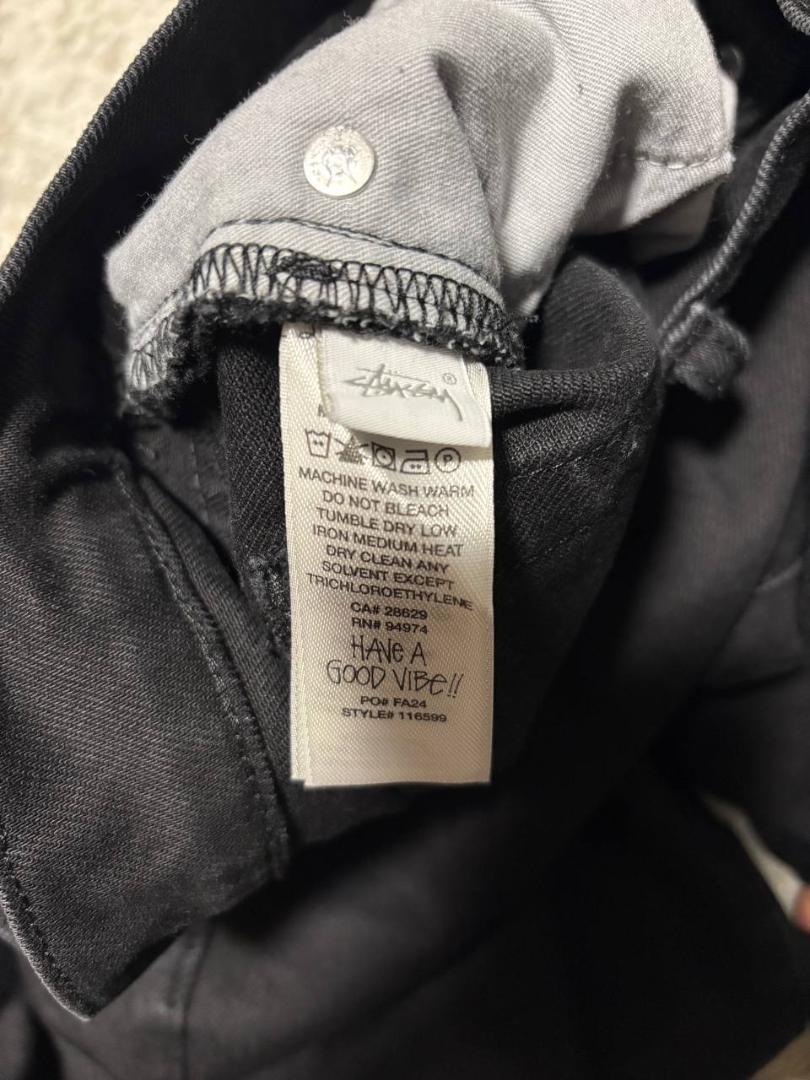 Stüssy ®
MACHINE WASH WARM
DO NOT BLEACH
TUMBLE DRY LOW
IRON MEDIUM HEAT
DRY CLEAN ANY
SOLVENT EXCEPT
TRICHLOROETHYLENE
CA# 28629
RN# 94974
HAVE A
GOOD VIBE!!
PO# FA24
STYLE# 116599